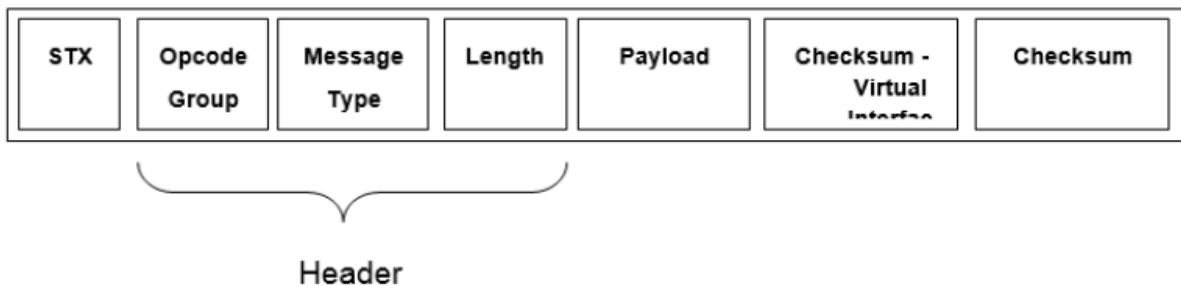 STX
Opcode
Group
Message
Type
Length
Payload
Checksum -
Virtual
Checksum
Header